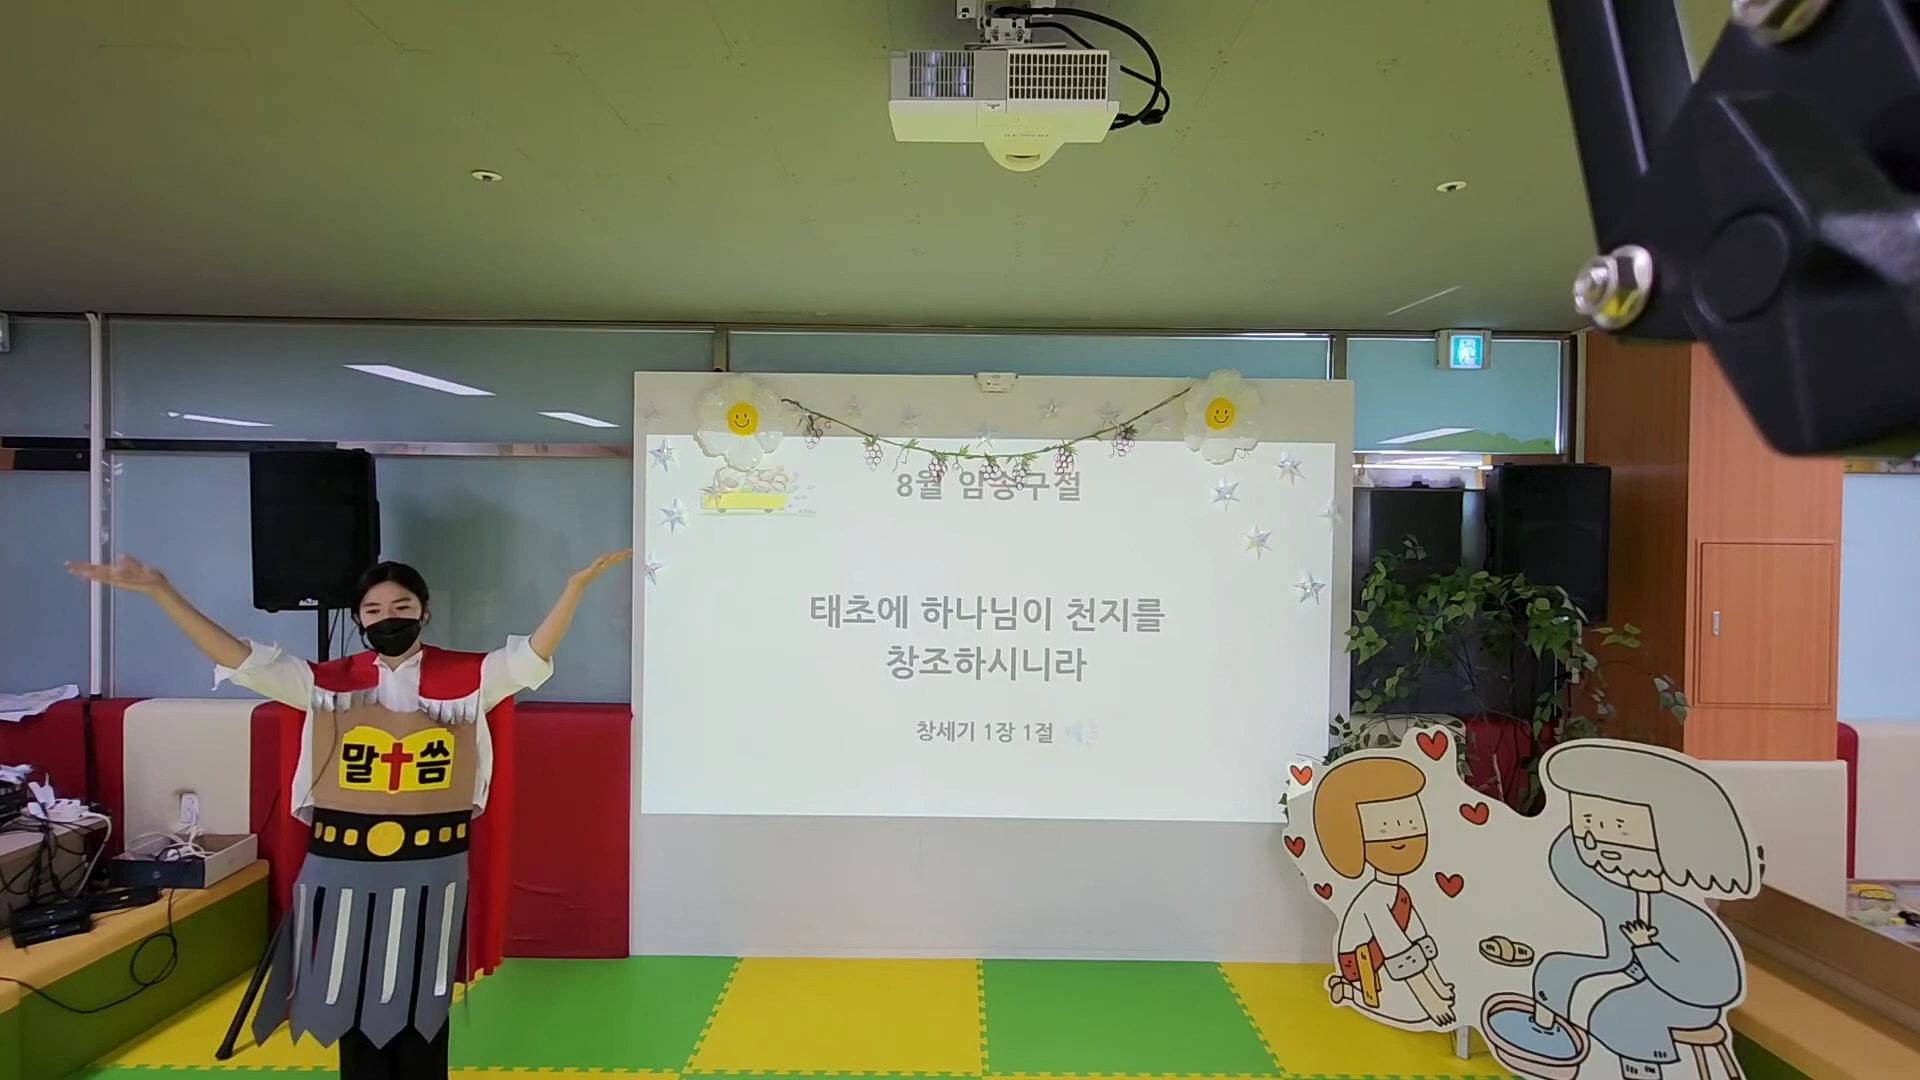 8월 암송구절
태초에 하나님이 천지를
창조하시니라
창세기 1장 1절
말씀